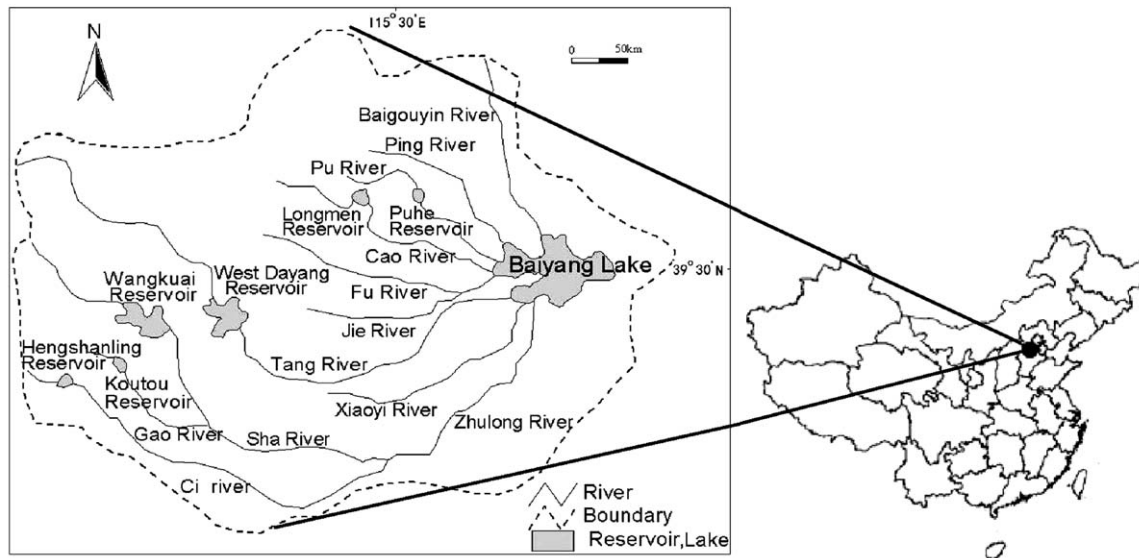 115°30′E
N
0 50km
Baigouyin River
Ping River
Pu River
Longmen
Reservoir
Puhe
Reservoir
Cao River
Baiyang Lake
39°30′N
Wangkuai
Reservoir
West Dayang
Reservoir
Fu River
Jie River
Hengshanling
Reservoir
Tang River
Koutou
Reservoir
Xiaoyi River
Zhulong River
Gao River
Sha River
Ci river
River
Boundary
Reservoir,Lake